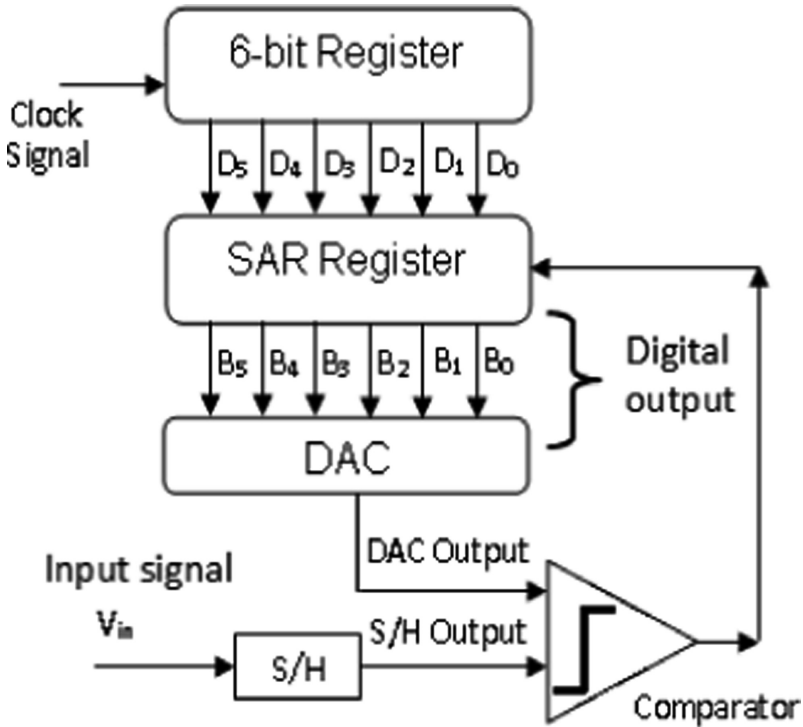 6-bit Register
Clock
Signal
D₅ D₄ D₃ D₂ D₁ D₀
SAR Register
B₅ B₄ B₃ B₂ B₁ B₀
Digital
output
DAC
DAC Output
Input signal
Vᵢₙ
S/H Output
S/H
Comparator